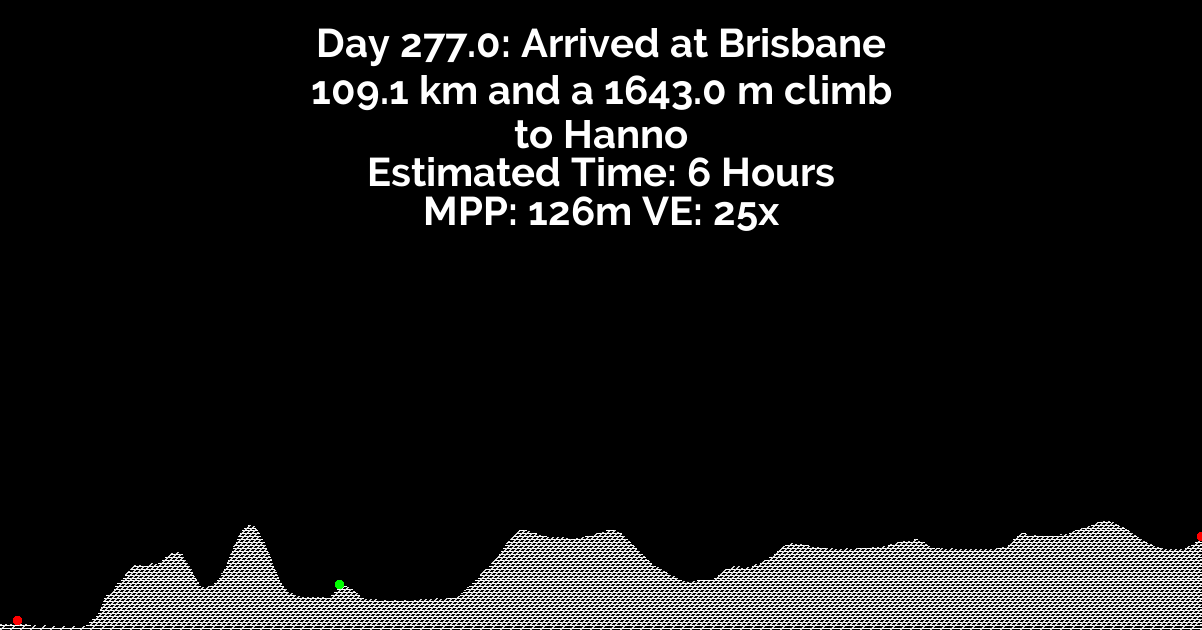 Day 277.0: Arrived at Brisbane
109.1 km and a 1643.0 m climb
to Hanno
Estimated Time: 6 Hours
MPP: 126m VE: 25x